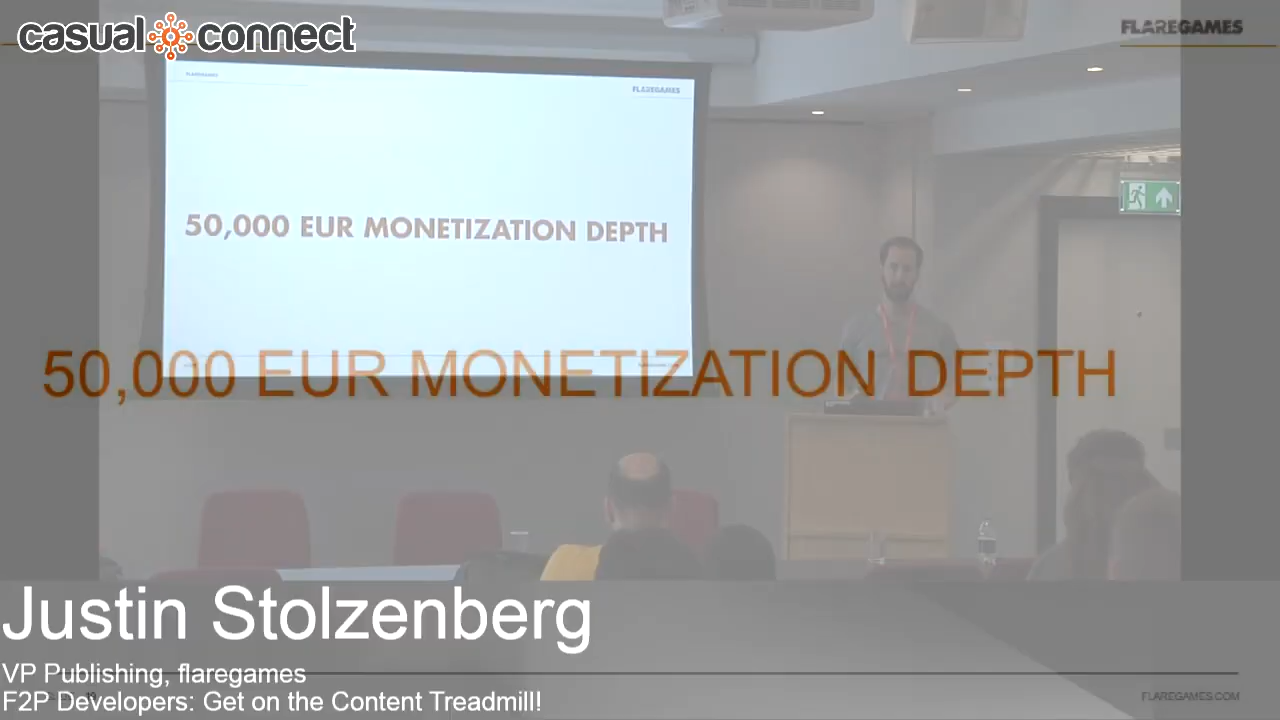 casual connect
FLAREGAMES
FLAREGAMES
50,000 EUR MONETIZATION DEPTH
50,000 EUR MONETIZATION DEPTH
Justin Stolzenberg
VP Publishing, flaregames
F2P Developers: Get on the Content Treadmill!
FLAREGAMES.COM